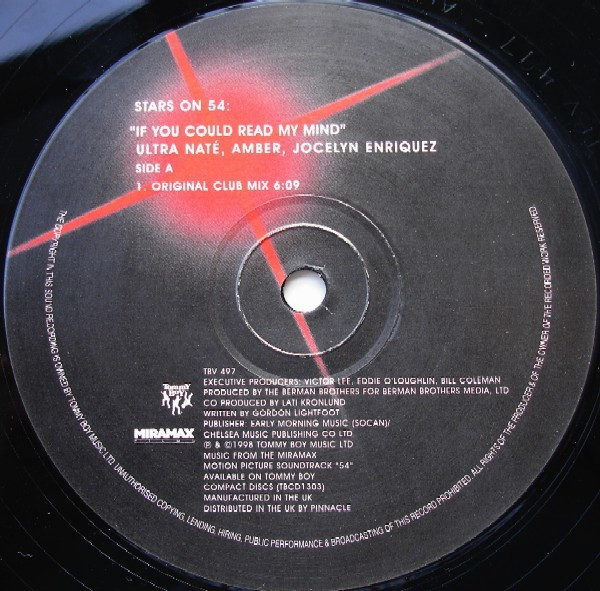 STARS ON 54:
"IF YOU COULD READ MY MIND"
ULTRA NATÉ, AMBER, JOCELYN ENRIQUEZ
SIDE A
1. ORIGINAL CLUB MIX 6:09
TBV 497
EXECUTIVE PRODUCERS: VICTOR LEE, EDDIE O'LOUGHLIN, BILL COLEMAN
PRODUCED BY THE BERMAN BROTHERS FOR BERMAN BROTHERS MEDIA, LTD
CO PRODUCED BY LATI KRONLUND
WRITTEN BY GORDON LIGHTFOOT
PUBLISHER: EARLY MORNING MUSIC (SOCAN)/
CHELSEA MUSIC PUBLISHING CO LTD
℗ & ©1998 TOMMY BOY MUSIC LTD
MUSIC FROM THE MIRAMAX
MOTION PICTURE SOUNDTRACK "54"
AVAILABLE ON TOMMY BOY
COMPACT DISCS (TBCD1303)
MANUFACTURED IN THE UK
DISTRIBUTED IN THE UK BY PINNACLE
Tommy Boy
MIRAMAX
THE COPYRIGHT IN THIS SOUND RECORDING IS OWNED BY TOMMY BOY MUSIC LTD. UNAUTHORISED COPYING, LENDING, HIRING, PUBLIC PERFORMANCE & BROADCASTING OF THIS RECORD PROHIBITED. ALL RIGHTS OF THE PRODUCER & OF THE OWNER OF THE RECORDED WORK RESERVED.